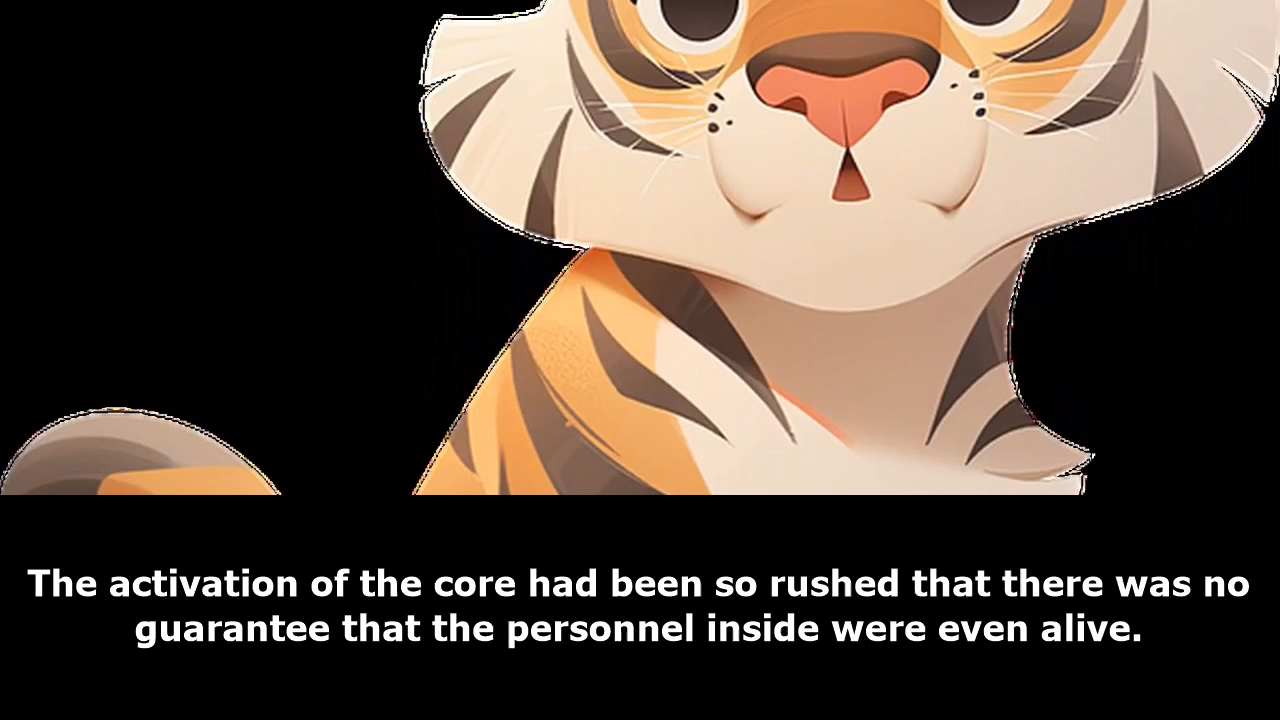 The activation of the core had been so rushed that there was no
guarantee that the personnel inside were even alive.